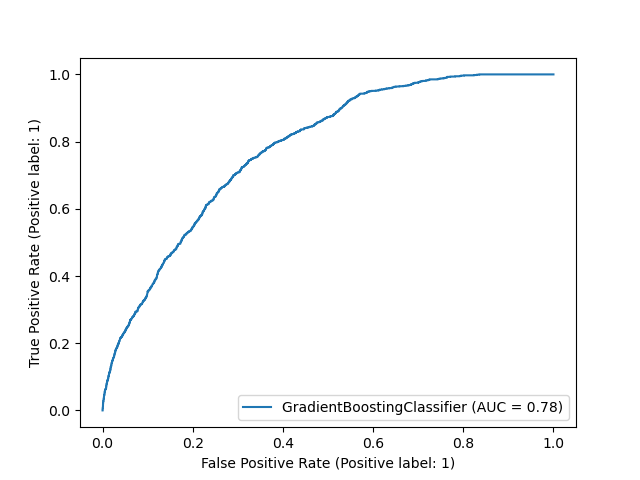 1.0
0.8
0.6
0.4
0.2
0.0
True Positive Rate (Positive label: 1)
GradientBoostingClassifier (AUC = 0.78)
0.0 0.2 0.4 0.6 0.8 1.0
False Positive Rate (Positive label: 1)